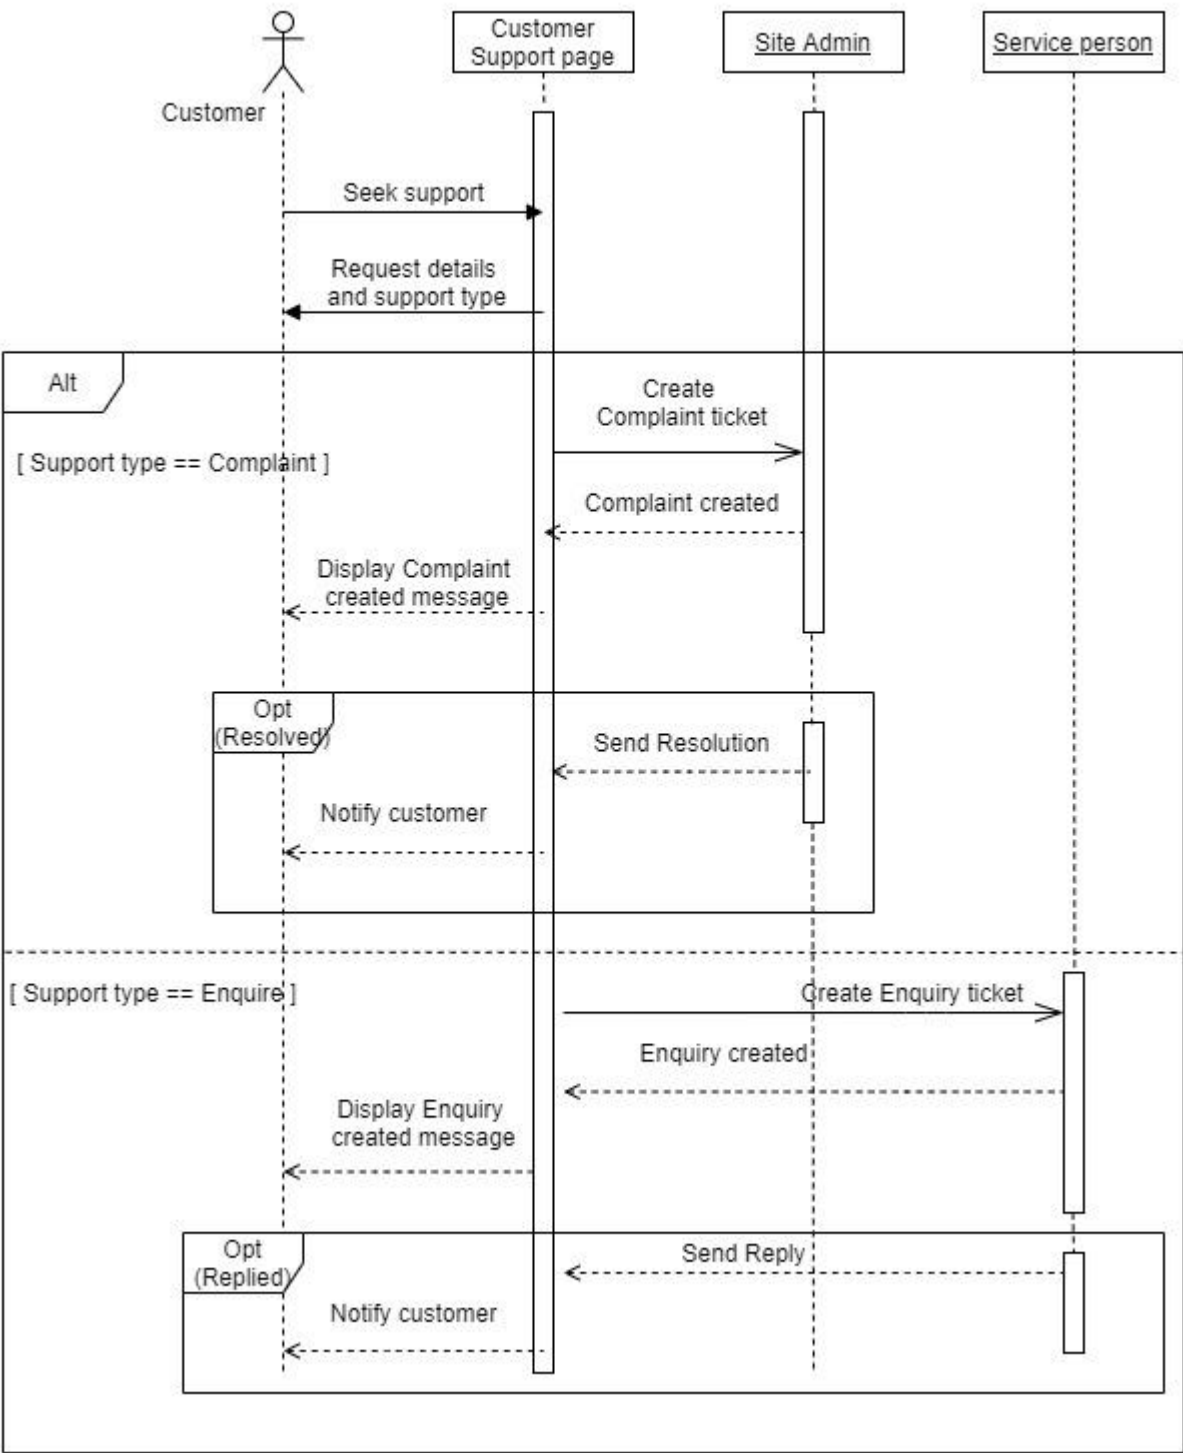 Customer
Support page
Site Admin
Service person
Customer
Seek support
Request details
and support type
Alt
Create
Complaint ticket
[ Support type == Complaint ]
Complaint created
Display Complaint
created message
Opt
(Resolved)
Send Resolution
Notify customer
[ Support type == Enquire ]
Create Enquiry ticket
Enquiry created
Display Enquiry
created message
Opt
(Replied)
Send Reply
Notify customer